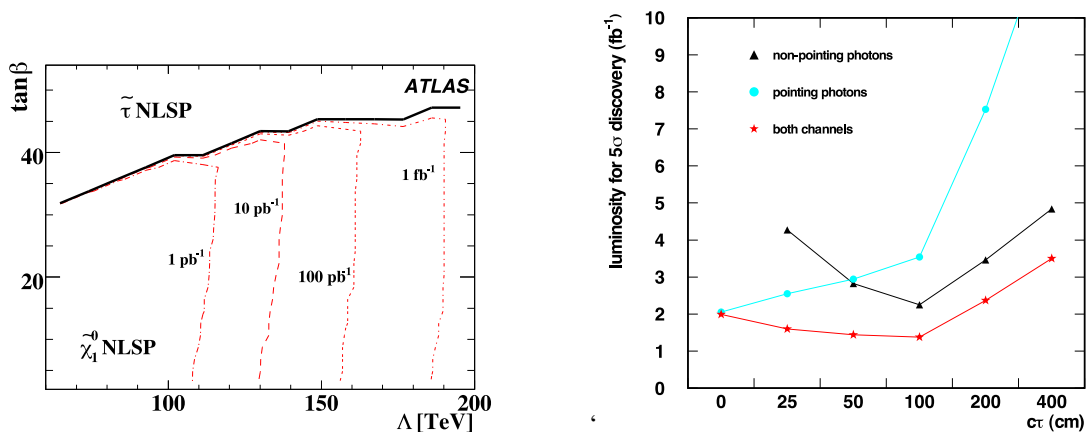 tanβ
ATLAS
τ̃ NLSP
40
1 fb⁻¹
10 pb⁻¹
1 pb⁻¹
100 pb⁻¹
20
χ̃₁⁰ NLSP
100
150
200
Λ [TeV]
luminosity for 5σ discovery (fb⁻¹)
10
9
8
7
6
5
4
3
2
1
0
non-pointing photons
pointing photons
both channels
0
25
50
100
200
400
cτ (cm)